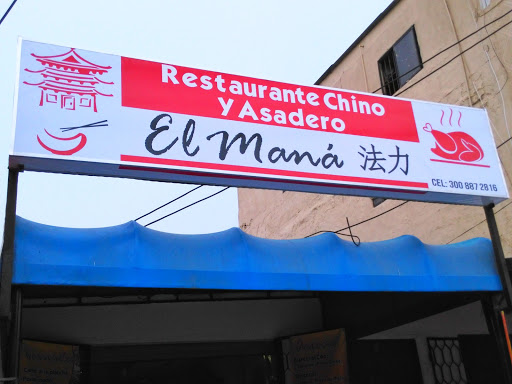 Restaurante Chino
y Asadero
El Maná 法力
CEL: 300 887 2816